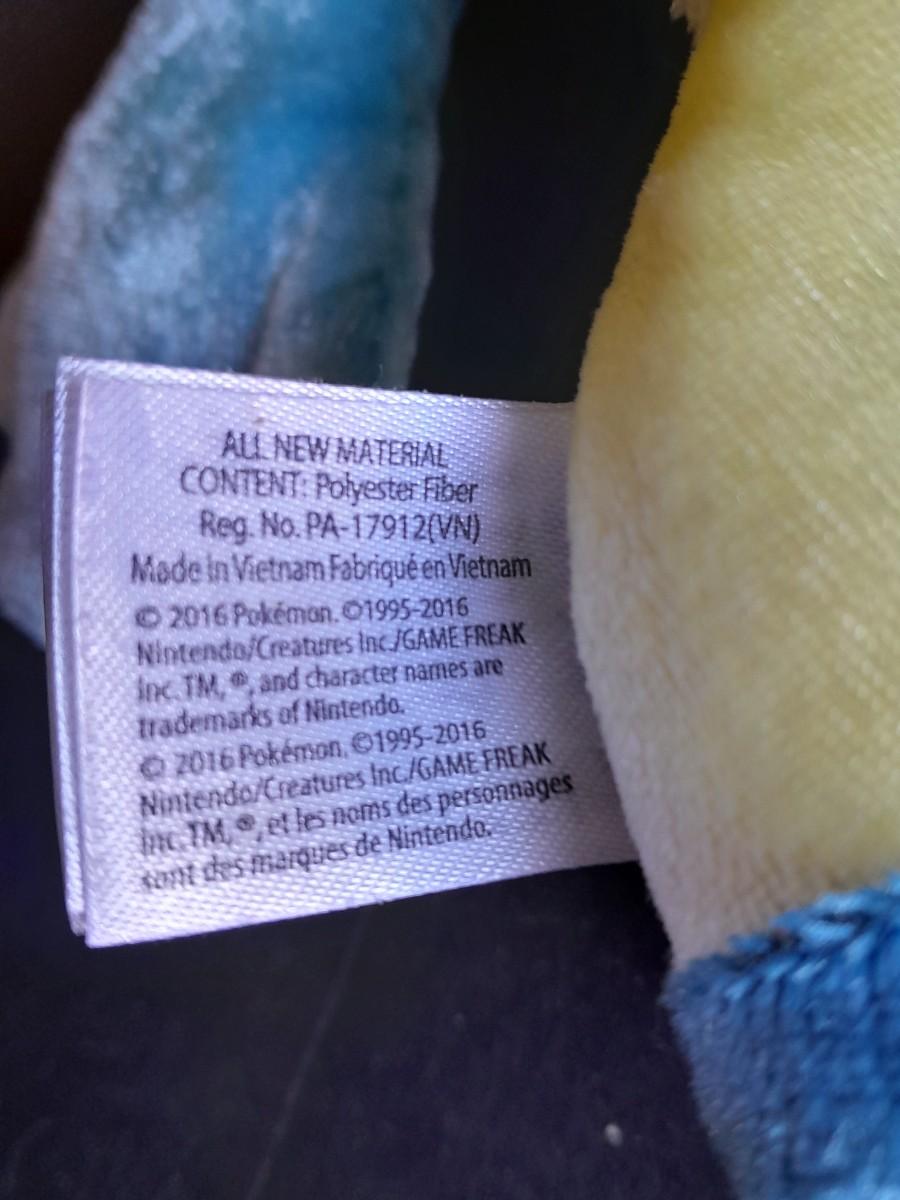 ALL NEW MATERIAL
CONTENT: Polyester Fiber
Reg. No. PA-17912(VN)
Made in Vietnam Fabriqué en Vietnam
© 2016 Pokémon. ©1995-2016
Nintendo/Creatures Inc./GAME FREAK
inc. TM, ®, and character names are
trademarks of Nintendo.
© 2016 Pokémon. ©1995-2016
Nintendo/Creatures Inc./GAME FREAK
inc. TM, ®, et les noms des personnages
sont des marques de Nintendo.